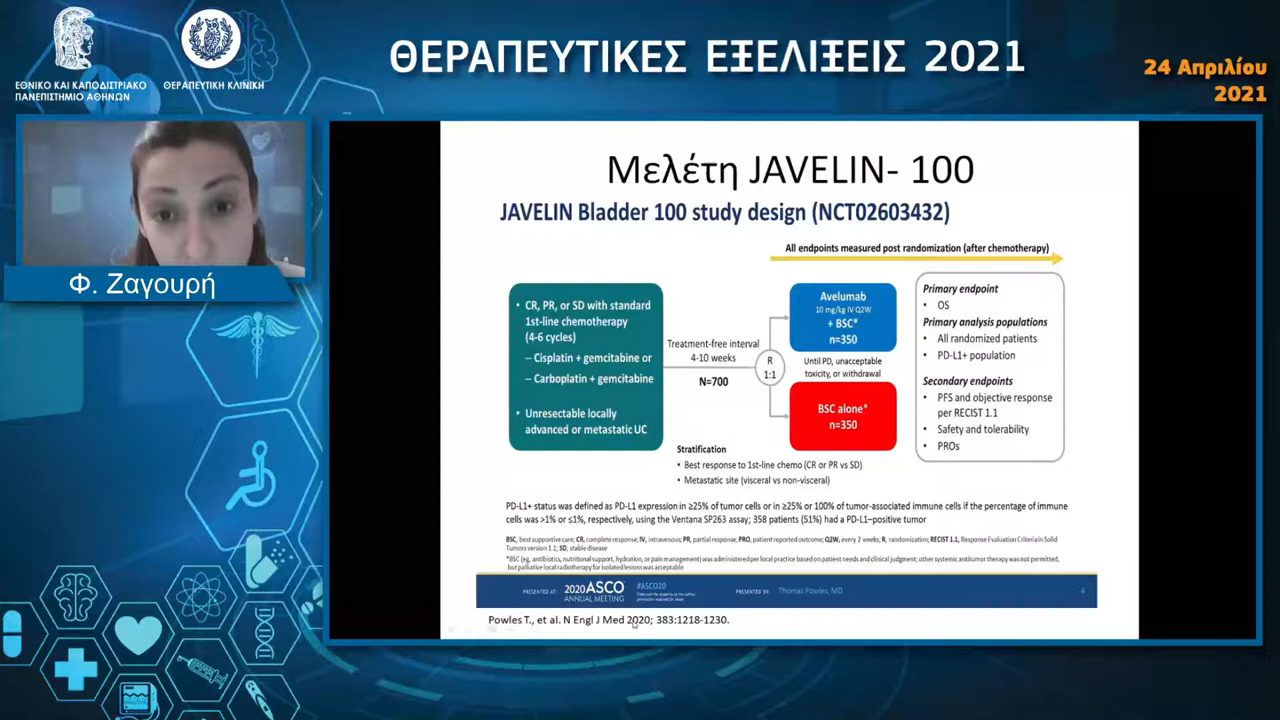 ΕΘΝΙΚΟ ΚΑΙ ΚΑΠΟΔΙΣΤΡΙΑΚΟ
ΠΑΝΕΠΙΣΤΗΜΙΟ ΑΘΗΝΩΝ
ΘΕΡΑΠΕΥΤΙΚΗ ΚΛΙΝΙΚΗ
ΘΕΡΑΠΕΥΤΙΚΕΣ ΕΞΕΛΙΞΕΙΣ 2021
24 Απριλίου
2021
Φ. Ζαγουρή
Μελέτη JAVELIN- 100
JAVELIN Bladder 100 study design (NCT02603432)
All endpoints measured post randomization (after chemotherapy)
• CR, PR, or SD with standard
1st-line chemotherapy
(4-6 cycles)
– Cisplatin + gemcitabine or
– Carboplatin + gemcitabine
• Unresectable locally
advanced or metastatic UC
Treatment-free interval
4-10 weeks
N=700
R
1:1
Avelumab
10 mg/kg IV Q2W
+ BSC*
n=350
Until PD, unacceptable
toxicity, or withdrawal
BSC alone*
n=350
Primary endpoint
• OS
Primary analysis populations
• All randomized patients
• PD-L1+ population
Secondary endpoints
• PFS and objective response
per RECIST 1.1
• Safety and tolerability
• PROs
Stratification
• Best response to 1st-line chemo (CR or PR vs SD)
• Metastatic site (visceral vs non-visceral)
PD-L1+ status was defined as PD-L1 expression in ≥25% of tumor cells or in ≥25% or 100% of tumor-associated immune cells if the percentage of immune
cells was >1% or ≤1%, respectively, using the Ventana SP263 assay; 358 patients (51%) had a PD-L1–positive tumor
BSC, best supportive care; CR, complete response; IV, intravenous; PR, partial response; PRO, patient reported outcome; Q2W, every 2 weeks; R, randomization; RECIST 1.1, Response Evaluation Criteria in Solid
Tumors version 1.1; SD, stable disease
*BSC (eg, antibiotics, nutritional support, hydration, or pain management) was administered per local practice based on patient needs and clinical judgment; other systemic antitumor therapy was not permitted,
but palliative local radiotherapy for isolated lesions was acceptable
PRESENTED AT:
2020 ASCO
ANNUAL MEETING
#ASCO20
Slides are the property of the author,
permission required for reuse.
PRESENTED BY:
Thomas Powles, MD
4
Powles T., et al. N Engl J Med 2020; 383:1218-1230.